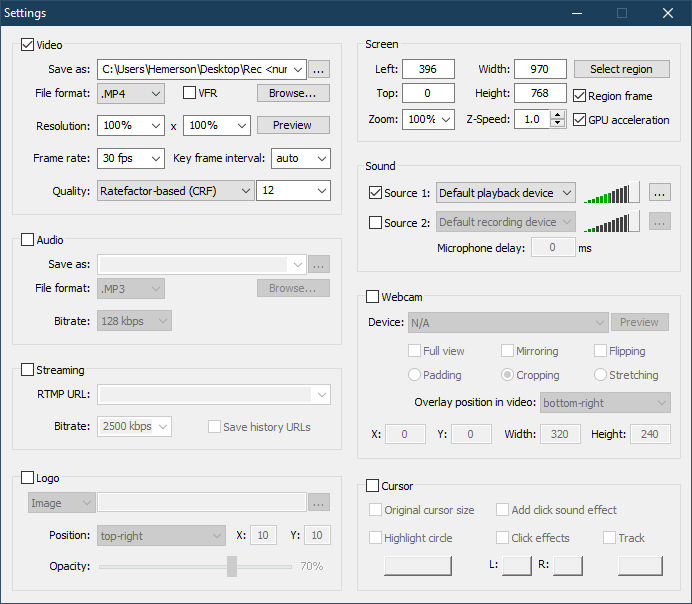 Settings
Video
Save as: C:\Users\Hemerson\Desktop\Rec <nur ...
File format: .MP4 VFR Browse...
Resolution: 100% x 100% Preview
Frame rate: 30 fps Key frame interval: auto
Quality: Ratefactor-based (CRF) 12
Audio
Save as: ...
File format: .MP3 Browse...
Bitrate: 128 kbps
Streaming
RTMP URL:
Bitrate: 2500 kbps Save history URLs
Logo
Image ...
Position: top-right X: 10 Y: 10
Opacity: 70%
Screen
Left: 396 Width: 970 Select region
Top: 0 Height: 768 Region frame
Zoom: 100% Z-Speed: 1.0 GPU acceleration
Sound
Source 1: Default playback device ...
Source 2: Default recording device ...
Microphone delay: 0 ms
Webcam
Device: N/A Preview
Full view Mirroring Flipping
Padding Cropping Stretching
Overlay position in video: bottom-right
X: 0 Y: 0 Width: 320 Height: 240
Cursor
Original cursor size Add click sound effect
Highlight circle Click effects Track
L: R: